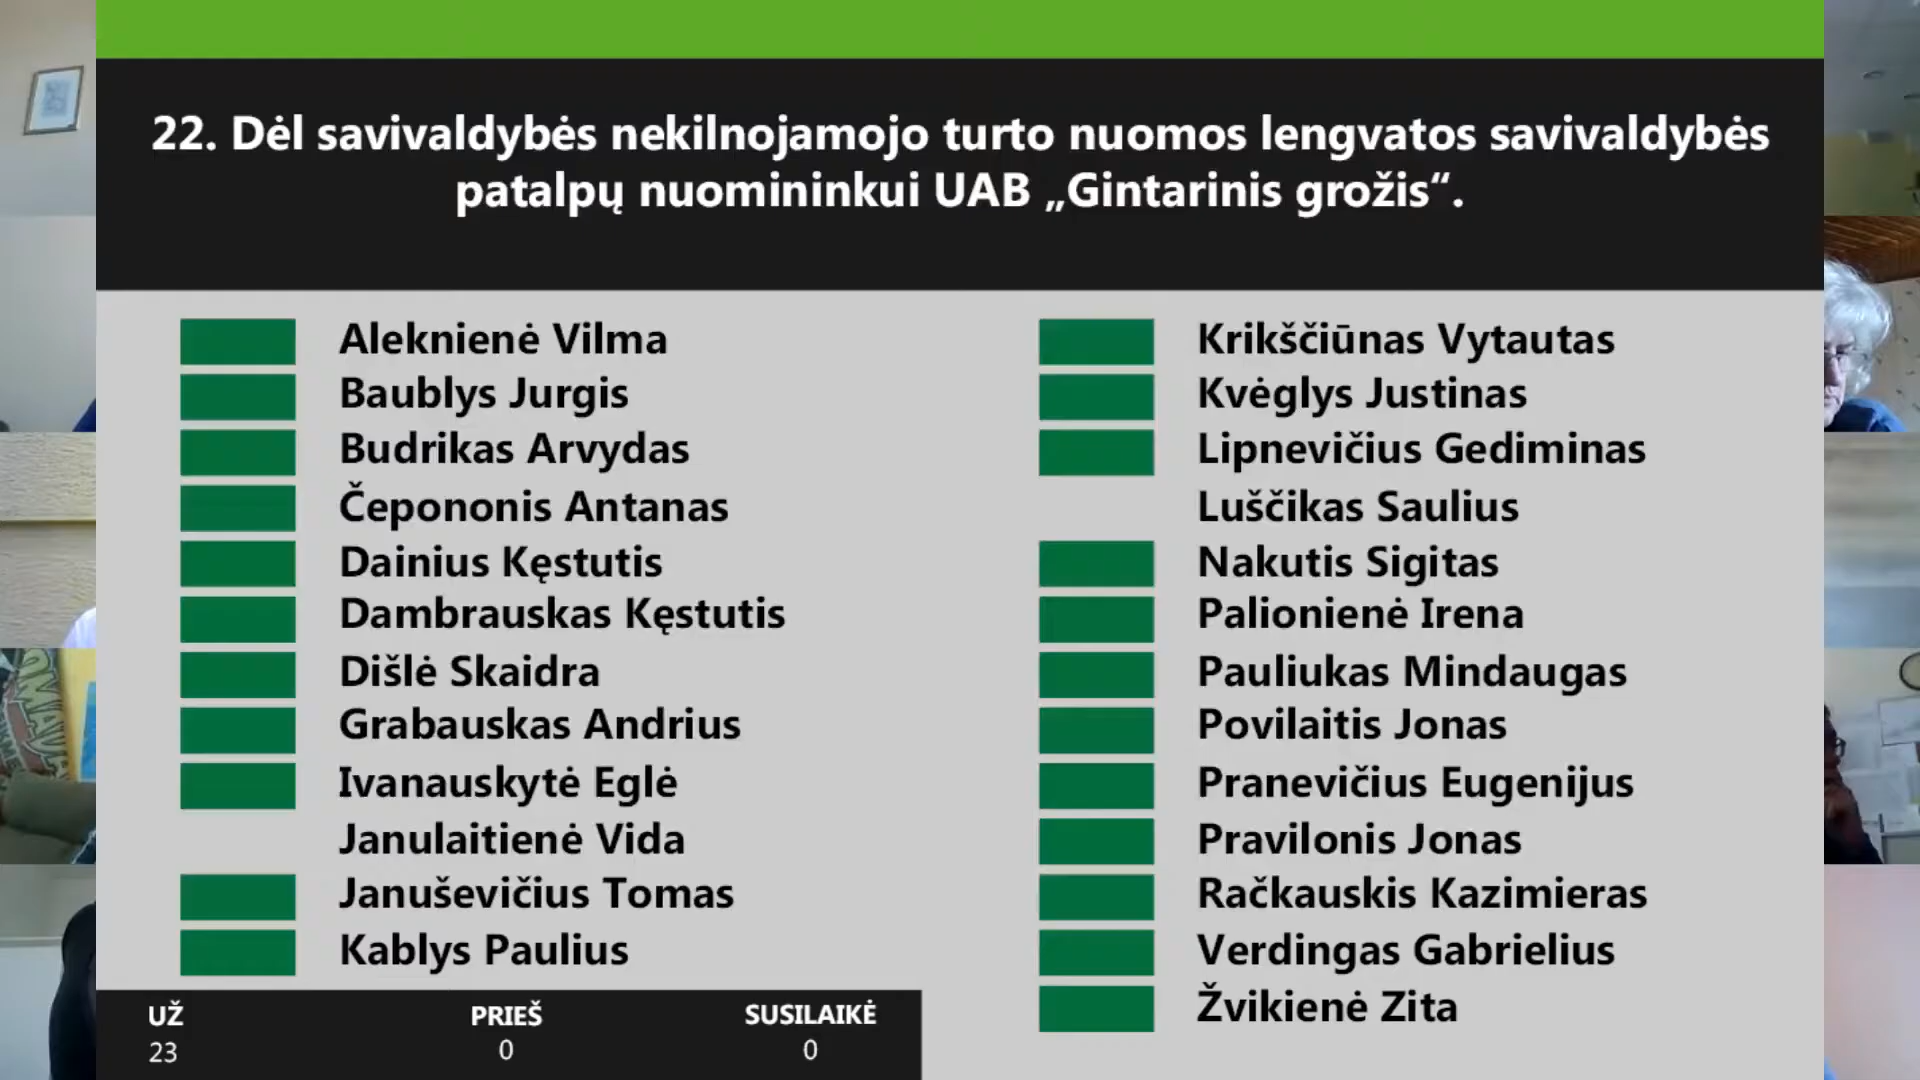 22. Dėl savivaldybės nekilnojamojo turto nuomos lengvatos savivaldybės
patalpų nuomininkui UAB „Gintarinis grožis“.
Aleknienė Vilma
Baublys Jurgis
Budrikas Arvydas
Čepononis Antanas
Dainius Kęstutis
Dambrauskas Kęstutis
Dišlė Skaidra
Grabauskas Andrius
Ivanauskytė Eglė
Janulaitienė Vida
Januševičius Tomas
Kablys Paulius
Krikščiūnas Vytautas
Kvėglys Justinas
Lipnevičius Gediminas
Luščikas Saulius
Nakutis Sigitas
Palionienė Irena
Pauliukas Mindaugas
Povilaitis Jonas
Pranevičius Eugenijus
Pravilonis Jonas
Račkauskis Kazimieras
Verdingas Gabrielius
Žvikienė Zita
UŽ PRIEŠ SUSILAIKĖ
23 0 0